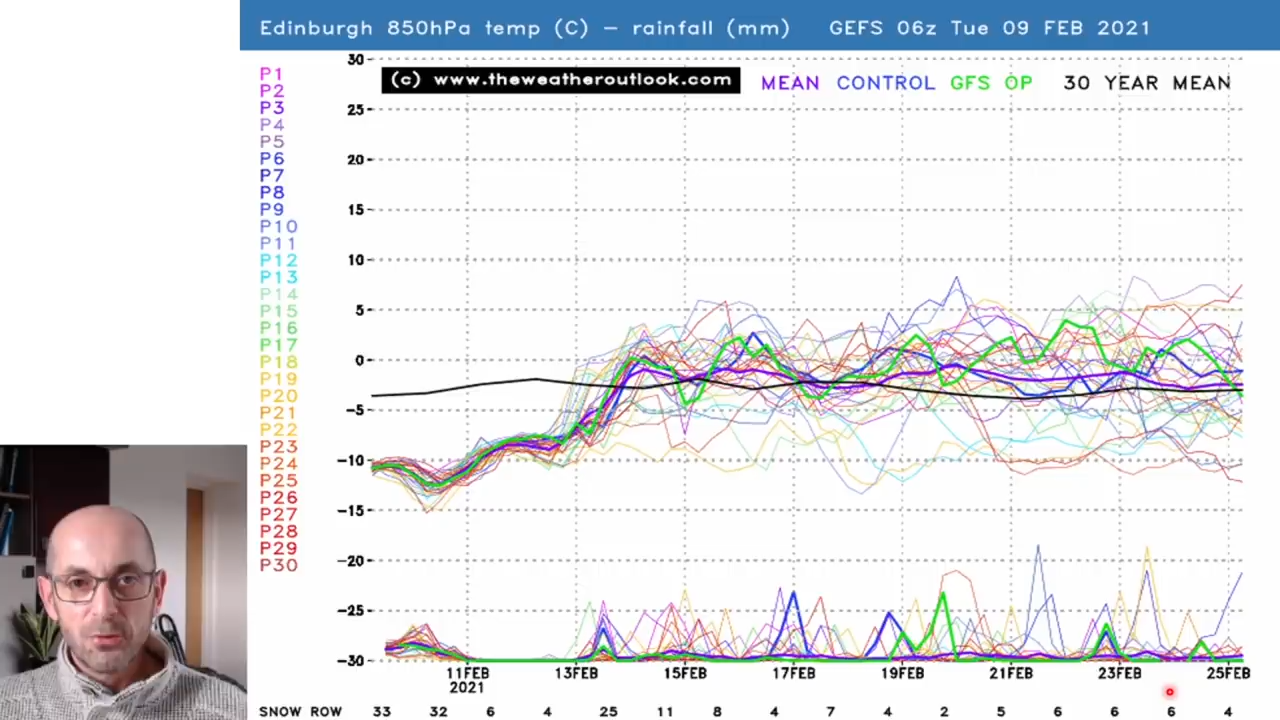 Edinburgh 850hPa temp (C) – rainfall (mm) GEFS 06z Tue 09 FEB 2021
(c) www.theweatheroutlook.com MEAN CONTROL GFS OP 30 YEAR MEAN
P1
P2
P3
P4
P5
P6
P7
P8
P9
P10
P11
P12
P13
P14
P15
P16
P17
P18
P19
P20
P21
P22
P23
P24
P25
P26
P27
P28
P29
P30
30
25
20
15
10
5
0
−5
−10
−15
−20
−25
−30
11FEB 13FEB 15FEB 17FEB 19FEB 21FEB 23FEB 25FEB
2021
SNOW ROW 33 32 6 4 25 11 8 4 7 4 2 5 6 6 6 4